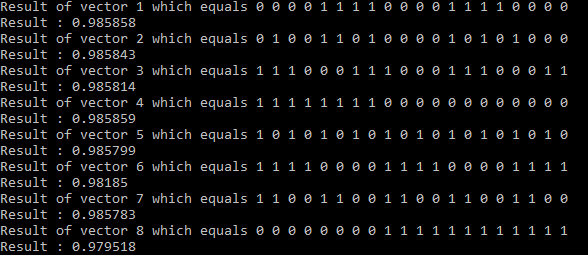 Result of vector 1 which equals 0 0 0 0 1 1 1 1 0 0 0 0 1 1 1 1 0 0 0 0
Result : 0.985858
Result of vector 2 which equals 0 1 0 0 1 1 0 1 0 0 0 0 1 0 1 0 1 0 0 0
Result : 0.985843
Result of vector 3 which equals 1 1 1 0 0 0 1 1 1 0 0 0 1 1 1 0 0 0 1 1
Result : 0.985814
Result of vector 4 which equals 1 1 1 1 1 1 1 1 0 0 0 0 0 0 0 0 0 0 0 0
Result : 0.985859
Result of vector 5 which equals 1 0 1 0 1 0 1 0 1 0 1 0 1 0 1 0 1 0 1 0
Result : 0.985799
Result of vector 6 which equals 1 1 1 1 0 0 0 0 1 1 1 1 0 0 0 0 1 1 1 1
Result : 0.98185
Result of vector 7 which equals 1 1 0 0 1 1 0 0 1 1 0 0 1 1 0 0 1 1 0 0
Result : 0.985783
Result of vector 8 which equals 0 0 0 0 0 0 0 0 1 1 1 1 1 1 1 1 1 1 1 1
Result : 0.979518